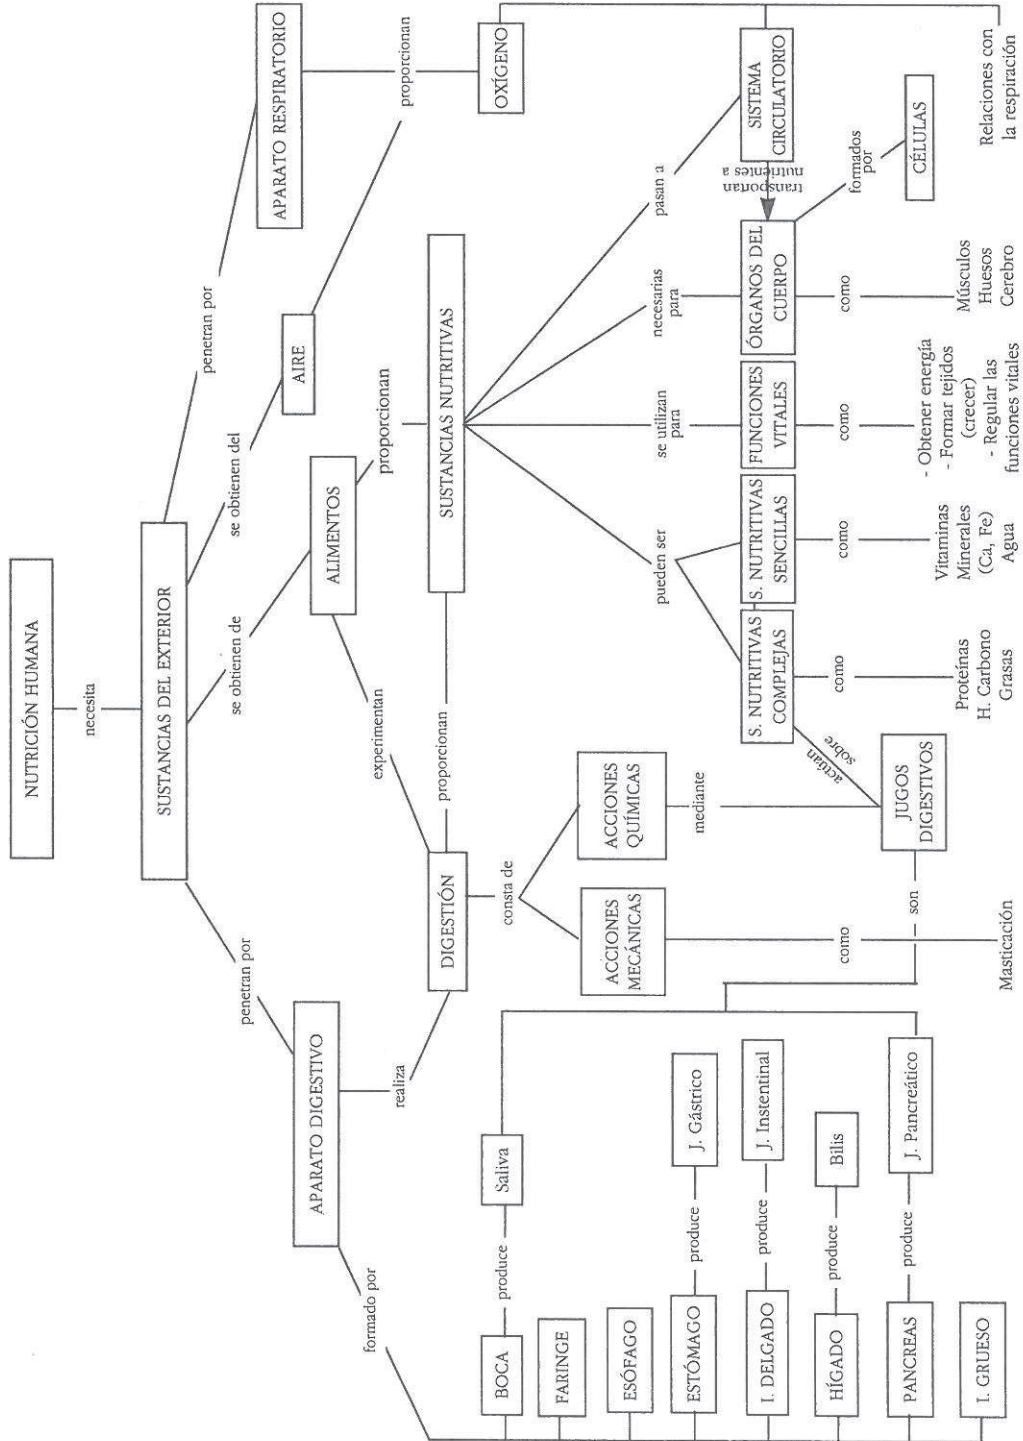 NUTRICIÓN HUMANA
necesita
SUSTANCIAS DEL EXTERIOR
penetran por
se obtienen de
se obtienen del
penetran por
APARATO DIGESTIVO
ALIMENTOS
AIRE
APARATO RESPIRATORIO
formado por
realiza
experimentan
proporcionan
proporcionan
DIGESTIÓN
proporcionan
SUSTANCIAS NUTRITIVAS
OXÍGENO
BOCA
produce
Saliva
FARINGE
ESÓFAGO
ESTÓMAGO
produce
J. Gástrico
I. DELGADO
produce
J. Instentinal
HÍGADO
produce
Bilis
PANCREAS
produce
J. Pancreático
I. GRUESO
consta de
ACCIONES
MECÁNICAS
ACCIONES
QUÍMICAS
como
mediante
Masticación
son
JUGOS
DIGESTIVOS
actúan
sobre
pueden ser
se utilizan
para
necesarias
para
pasan a
S. NUTRITIVAS
COMPLEJAS
S. NUTRITIVAS
SENCILLAS
FUNCIONES
VITALES
ÓRGANOS DEL
CUERPO
transportan
nutrientes a
SISTEMA
CIRCULATORIO
como
como
como
como
formados
por
CÉLULAS
Proteínas
H. Carbono
Grasas
Vitaminas
Minerales
(Ca, Fe)
Agua
- Obtener energía
- Formar tejidos
(crecer)
- Regular las
funciones vitales
Músculos
Huesos
Cerebro
Relaciones con
la respiración